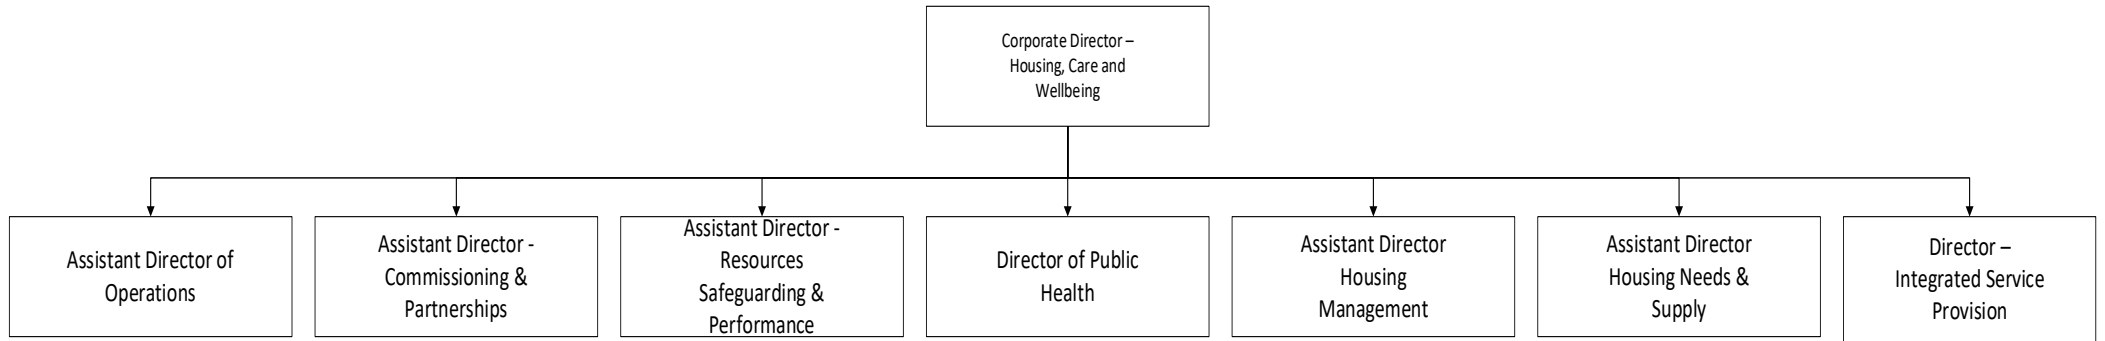 Corporate Director –
Housing, Care and
Wellbeing
Assistant Director of
Operations
Assistant Director -
Commissioning &
Partnerships
Assistant Director -
Resources
Safeguarding &
Performance
Director of Public
Health
Assistant Director
Housing
Management
Assistant Director
Housing Needs &
Supply
Director –
Integrated Service
Provision